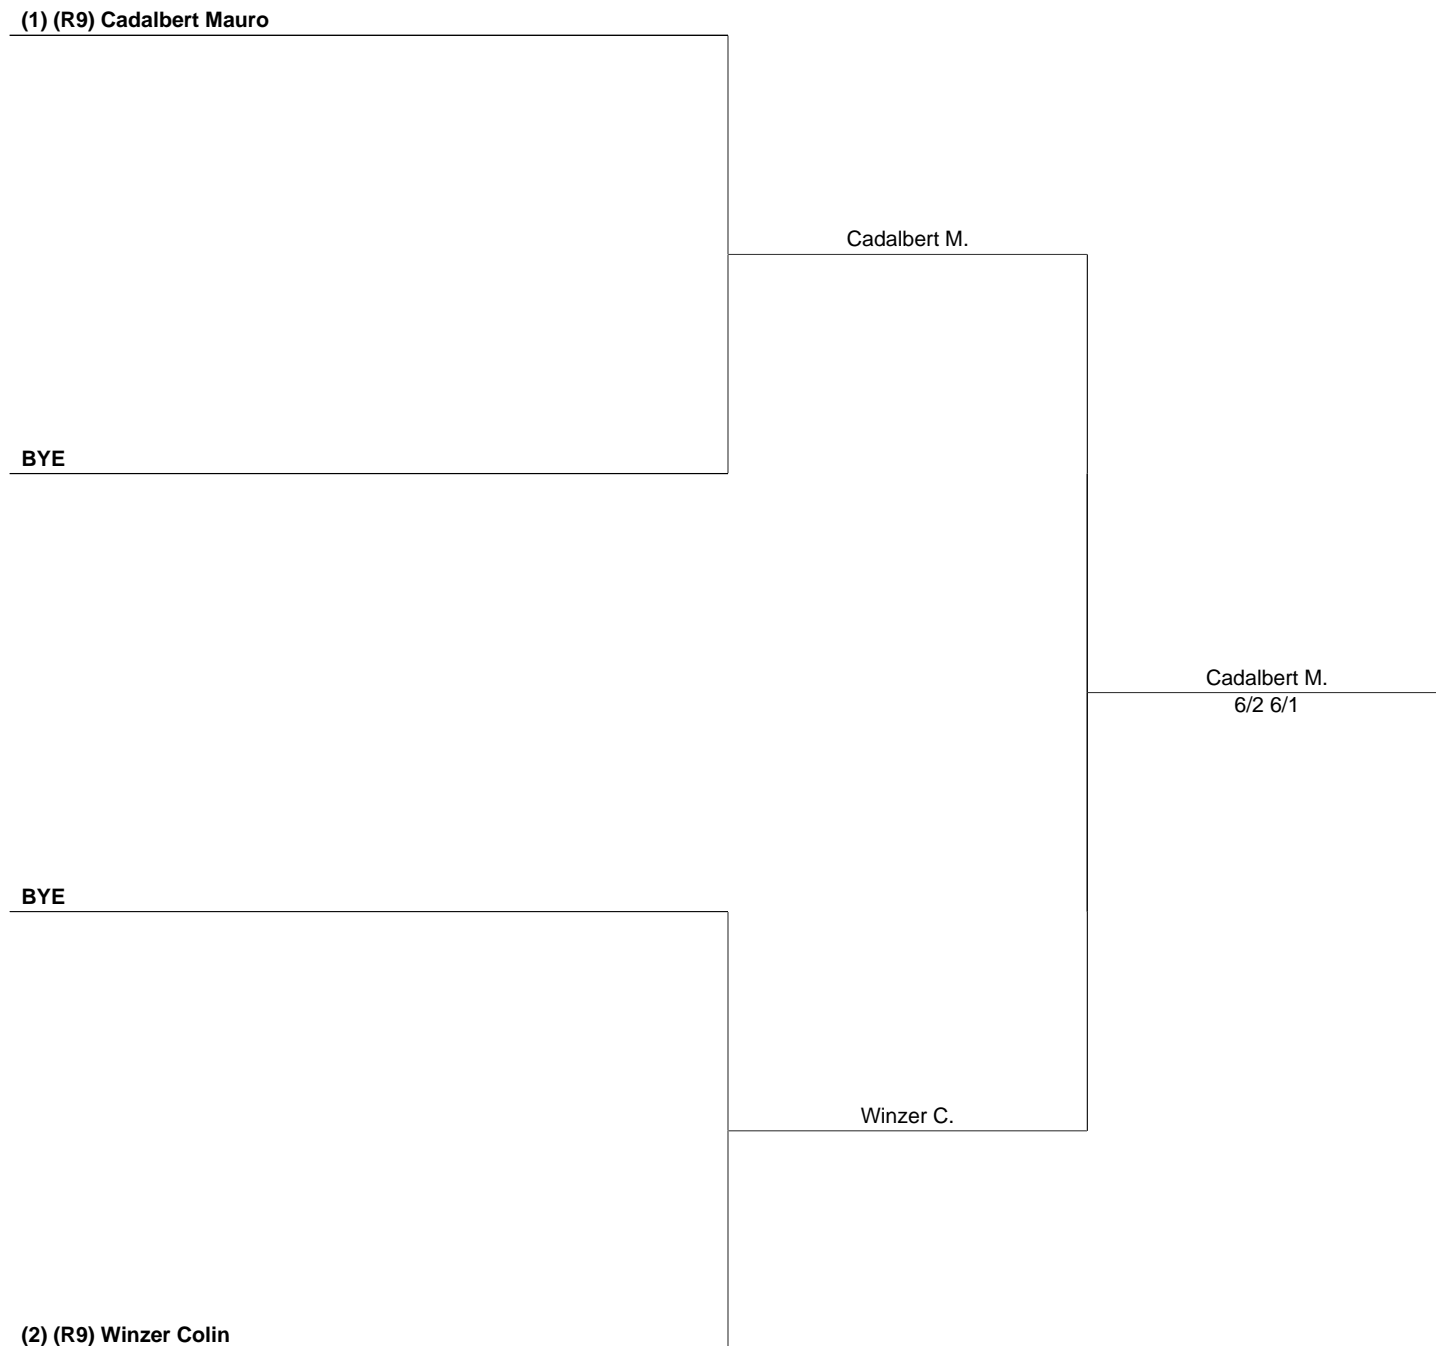 (1) (R9) Cadalbert Mauro
Cadalbert M.
BYE
Cadalbert M.
6/2 6/1
BYE
Winzer C.
(2) (R9) Winzer Colin